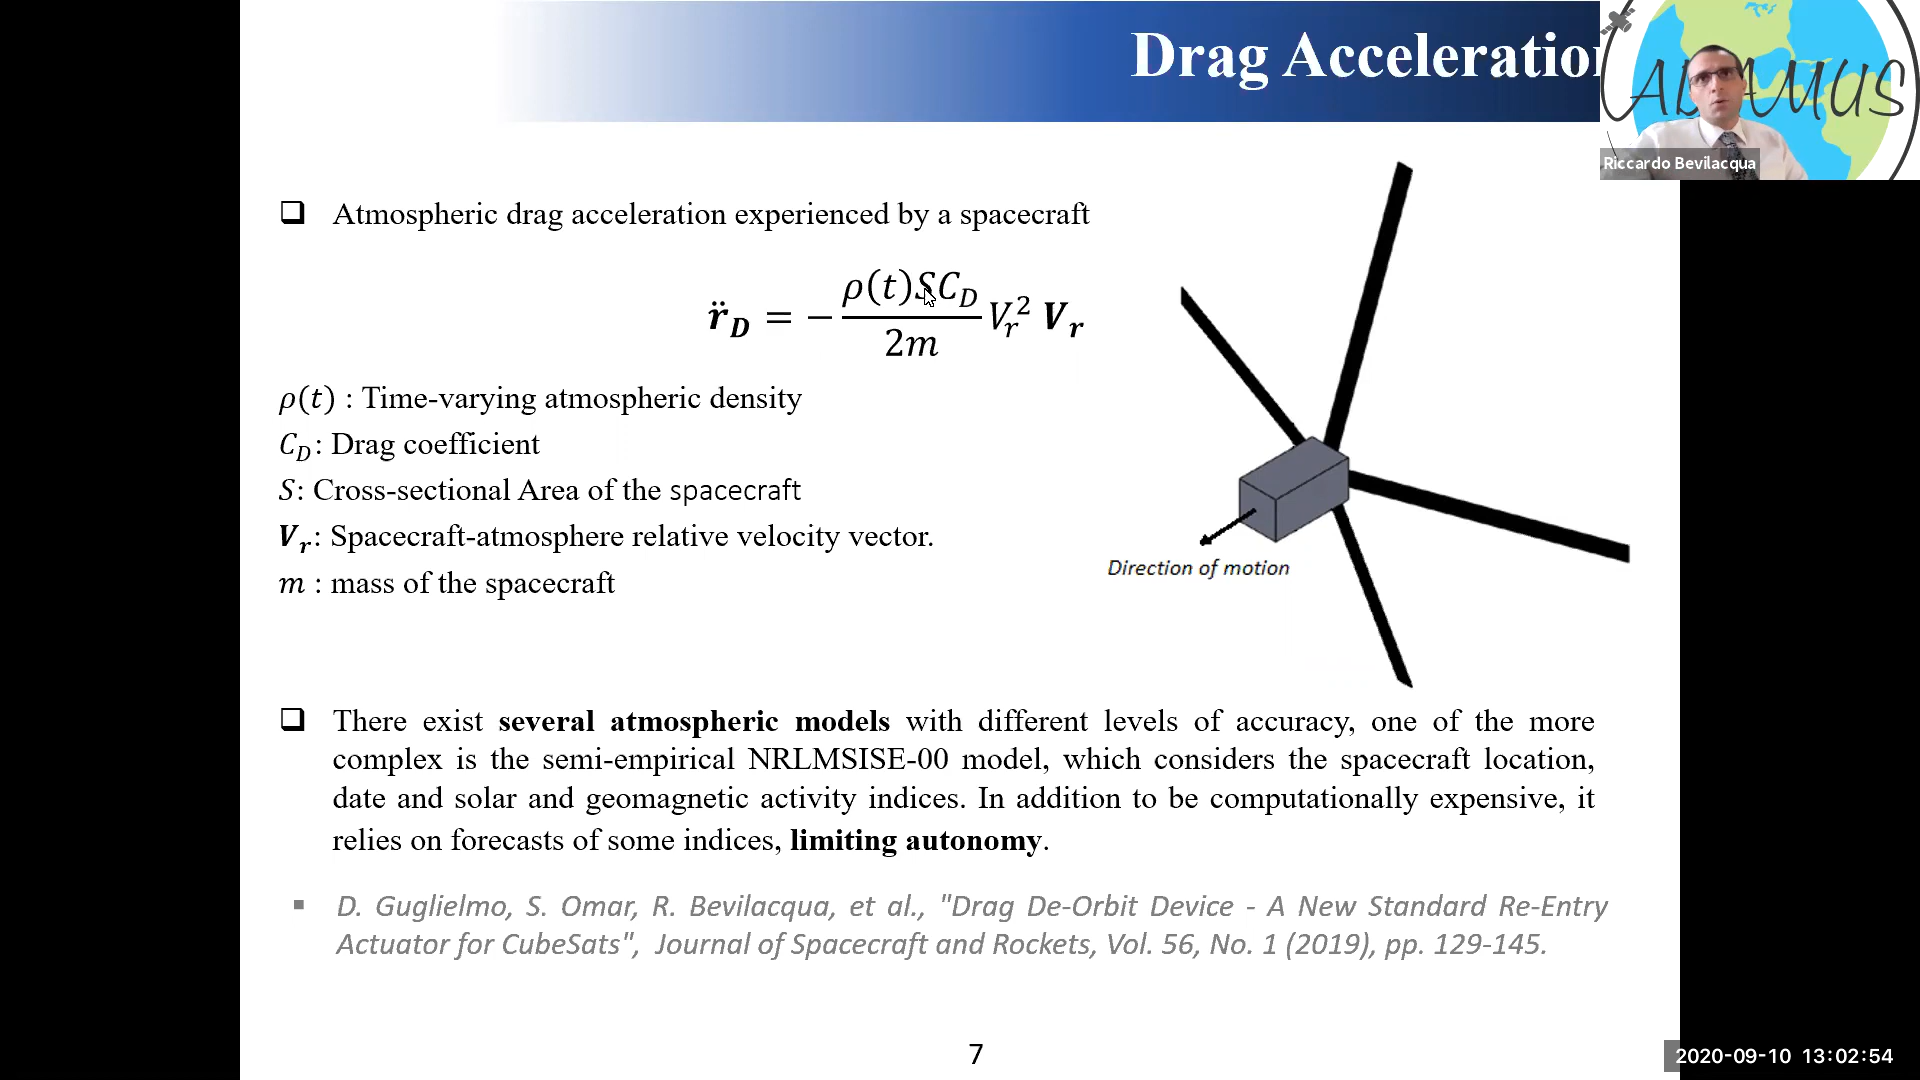 Drag Acceleratio
ADAMUS
Riccardo Bevilacqua
❑ Atmospheric drag acceleration experienced by a spacecraft
r̈_D = − ρ(t)SC_D / 2m V_r² V_r
ρ(t) : Time-varying atmospheric density
C_D: Drag coefficient
S: Cross-sectional Area of the spacecraft
V_r: Spacecraft-atmosphere relative velocity vector.
m : mass of the spacecraft
Direction of motion
❑ There exist several atmospheric models with different levels of accuracy, one of the more
complex is the semi-empirical NRLMSISE-00 model, which considers the spacecraft location,
date and solar and geomagnetic activity indices. In addition to be computationally expensive, it
relies on forecasts of some indices, limiting autonomy.
▪ D. Guglielmo, S. Omar, R. Bevilacqua, et al., "Drag De-Orbit Device - A New Standard Re-Entry
Actuator for CubeSats", Journal of Spacecraft and Rockets, Vol. 56, No. 1 (2019), pp. 129-145.
7
2020-09-10 13:02:54